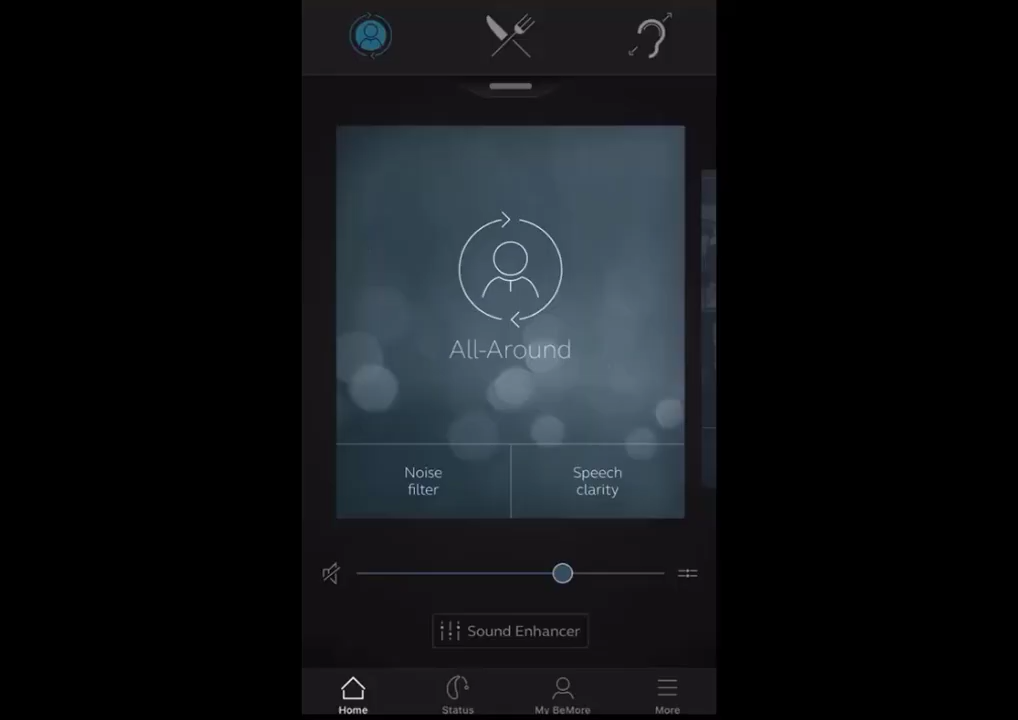 All-Around
Noise
filter
Speech
clarity
Sound Enhancer
Home
Status
My BeMore
More